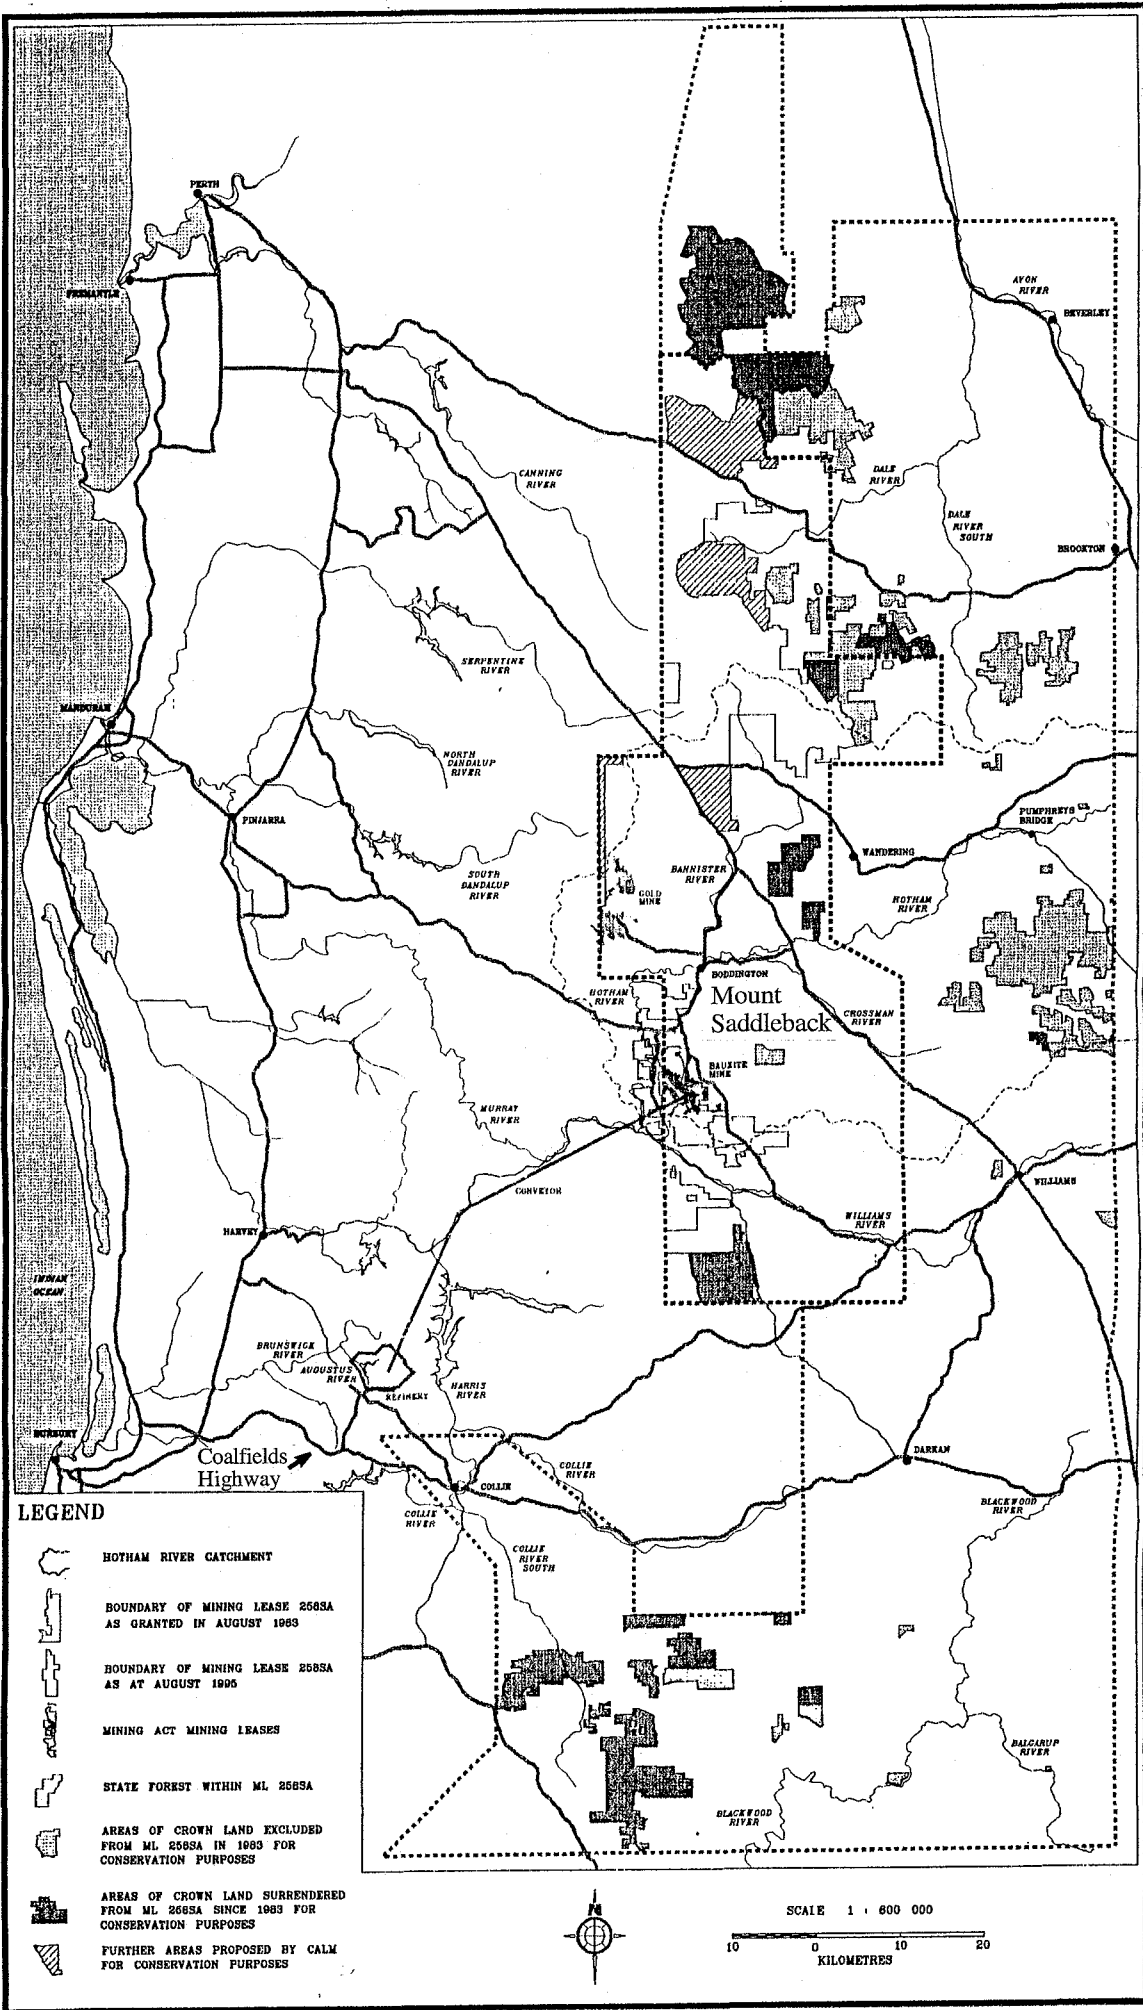 PERTH
FREMANTLE
AVON
RIVER
BEVERLEY
CANNING
RIVER
DALE
RIVER
DALE
RIVER
SOUTH
BROOKTON
SERPENTINE
RIVER
MANDURAH
NORTH
DANDALUP
RIVER
PINJARRA
PUMPHREYS
BRIDGE
WANDERING
SOUTH
DANDALUP
RIVER
BANNISTER
RIVER
GOLD
MINE
HOTHAM
RIVER
BODDINGTON
HOTHAM
RIVER
Mount
Saddleback
CROSSMAN
RIVER
BAUXITE
MINE
MURRAY
RIVER
CONVEYOR
WILLIAMS
WILLIAMS
RIVER
HARVEY
INDIAN
OCEAN
BRUNSWICK
RIVER
AUGUSTUS
RIVER
REFINERY
HARRIS
RIVER
BUNBURY
Coalfields
Highway
COLLIE
RIVER
COLLIE
DARKAN
COLLIE
RIVER
BLACKWOOD
RIVER
COLLIE
RIVER
SOUTH
BALGARUP
RIVER
BLACKWOOD
RIVER
LEGEND
HOTHAM RIVER CATCHMENT
BOUNDARY OF MINING LEASE 258SA
AS GRANTED IN AUGUST 1983
BOUNDARY OF MINING LEASE 258SA
AS AT AUGUST 1995
MINING ACT MINING LEASES
STATE FOREST WITHIN ML 258SA
AREAS OF CROWN LAND EXCLUDED
FROM ML 258SA IN 1983 FOR
CONSERVATION PURPOSES
AREAS OF CROWN LAND SURRENDERED
FROM ML 258SA SINCE 1983 FOR
CONSERVATION PURPOSES
FURTHER AREAS PROPOSED BY CALM
FOR CONSERVATION PURPOSES
N
SCALE 1 : 600 000
10 0 10 20
KILOMETRES